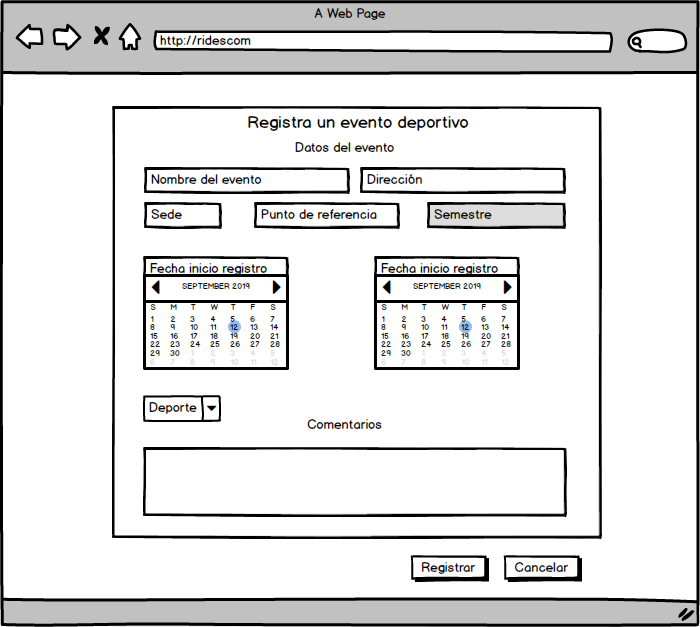 A Web Page
http://ridescom
Registra un evento deportivo
Datos del evento
Nombre del evento Dirección
Sede Punto de referencia Semestre
Fecha inicio registro Fecha inicio registro
SEPTEMBER 2019 SEPTEMBER 2019
S M T W T F S S M T W T F S
1 2 3 4 5 6 7 1 2 3 4 5 6 7
8 9 10 11 12 13 14 8 9 10 11 12 13 14
15 16 17 18 19 20 21 15 16 17 18 19 20 21
22 23 24 25 26 27 28 22 23 24 25 26 27 28
29 30 1 2 3 4 5 29 30 1 2 3 4 5
6 7 8 9 10 11 12 6 7 8 9 10 11 12
Deporte
Comentarios
Registrar Cancelar